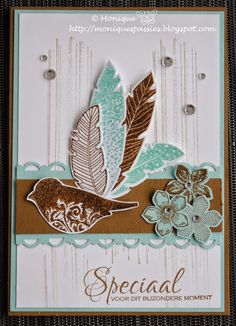 © Monique
http://moniquespassies.blogspot.com
Speciaal
VOOR DIT BIJZONDERE MOMENT